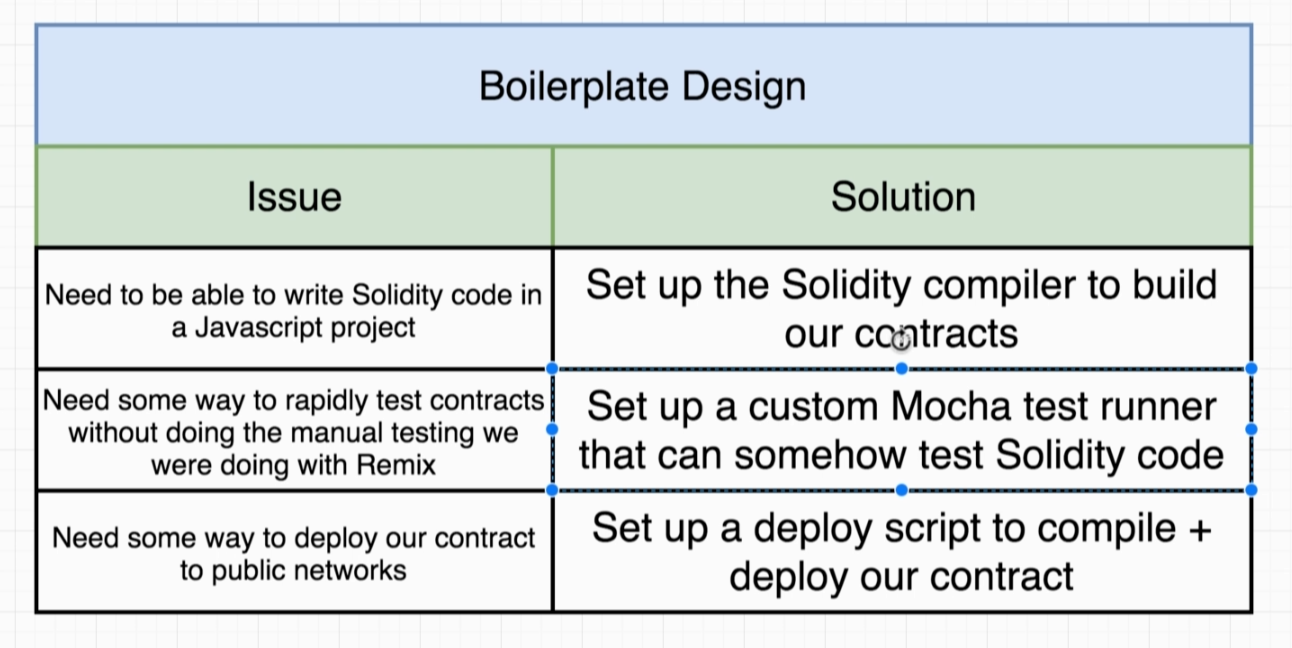 Boilerplate Design
Issue
Solution
Need to be able to write Solidity code in
a Javascript project
Set up the Solidity compiler to build
our contracts
Need some way to rapidly test contracts
without doing the manual testing we
were doing with Remix
Set up a custom Mocha test runner
that can somehow test Solidity code
Need some way to deploy our contract
to public networks
Set up a deploy script to compile +
deploy our contract